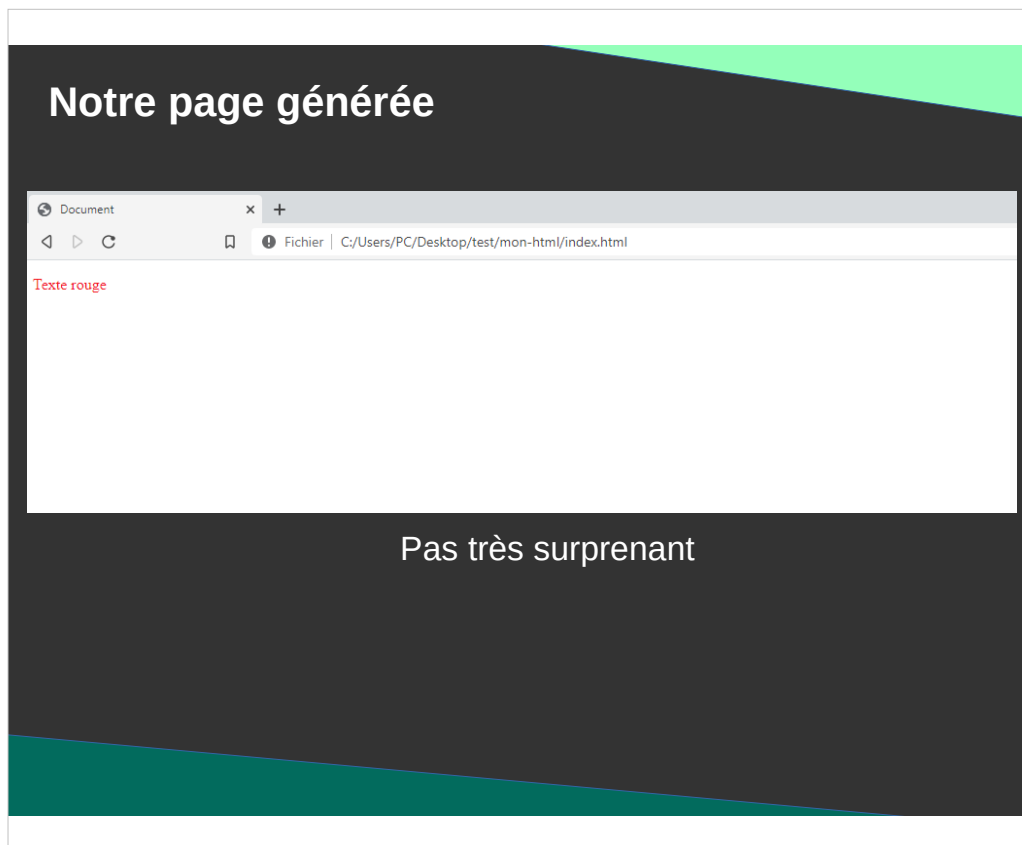 Notre page générée
Document
Fichier C:/Users/PC/Desktop/test/mon-html/index.html
Texte rouge
Pas très surprenant